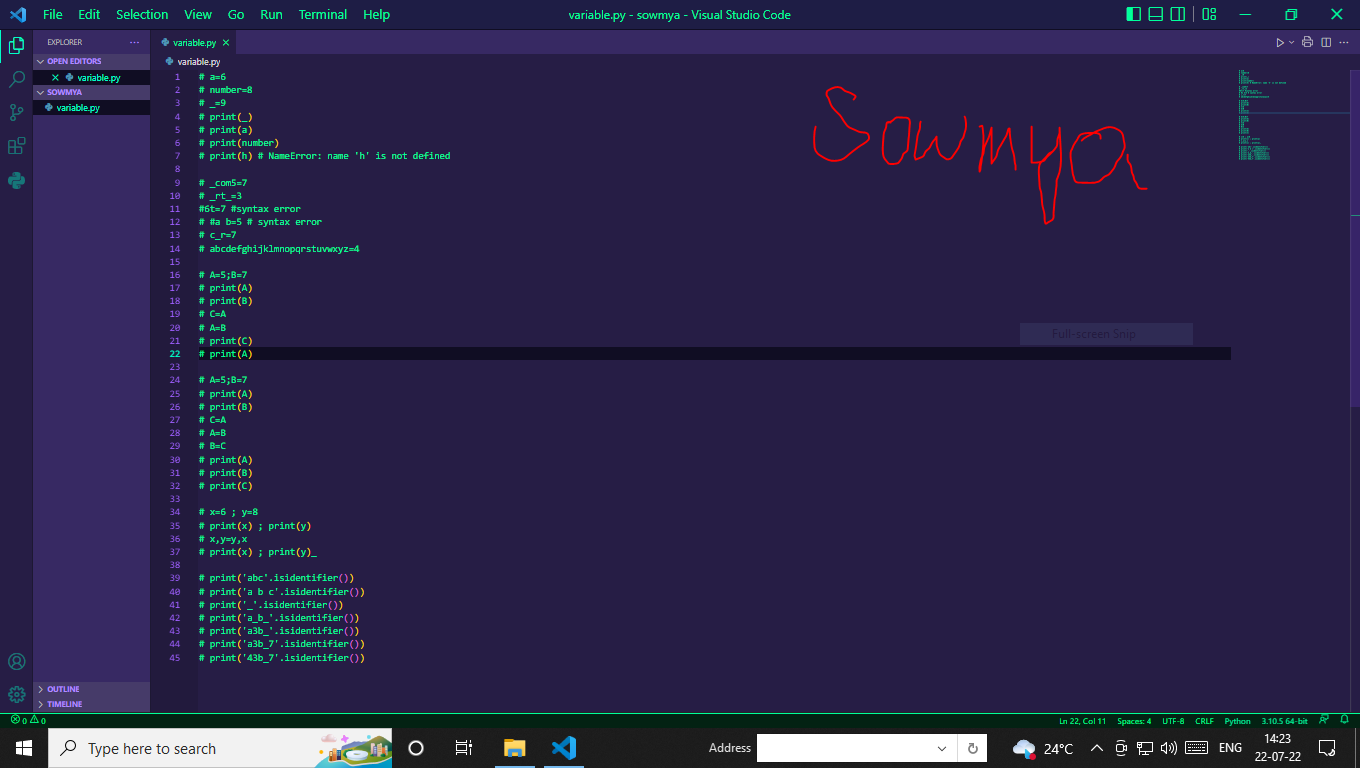 File Edit Selection View Go Run Terminal Help
variable.py - sowmya - Visual Studio Code
EXPLORER
OPEN EDITORS
variable.py
SOWMYA
variable.py
OUTLINE
TIMELINE
variable.py
variable.py
1 # a=6
2 # number=8
3 # _=9
4 # print(_)
5 # print(a)
6 # print(number)
7 # print(h) # NameError: name 'h' is not defined
8
9 # _com5=7
10 # _rt_=3
11 #6t=7 #syntax error
12 # #a b=5 # syntax error
13 # c_r=7
14 # abcdefghijklmnopqrstuvwxyz=4
15
16 # A=5;B=7
17 # print(A)
18 # print(B)
19 # C=A
20 # A=B
21 # print(C)
22 # print(A)
23
24 # A=5;B=7
25 # print(A)
26 # print(B)
27 # C=A
28 # A=B
29 # B=C
30 # print(A)
31 # print(B)
32 # print(C)
33
34 # x=6 ; y=8
35 # print(x) ; print(y)
36 # x,y=y,x
37 # print(x) ; print(y)_
38
39 # print('abc'.isidentifier())
40 # print('a b c'.isidentifier())
41 # print('_'.isidentifier())
42 # print('a_b_'.isidentifier())
43 # print('a3b_'.isidentifier())
44 # print('a3b_7'.isidentifier())
45 # print('43b_7'.isidentifier())
Sowmya
Full-screen Snip
0 0
Ln 22, Col 11 Spaces: 4 UTF-8 CRLF Python 3.10.5 64-bit
Type here to search
Address
24°C
ENG
14:23
22-07-22